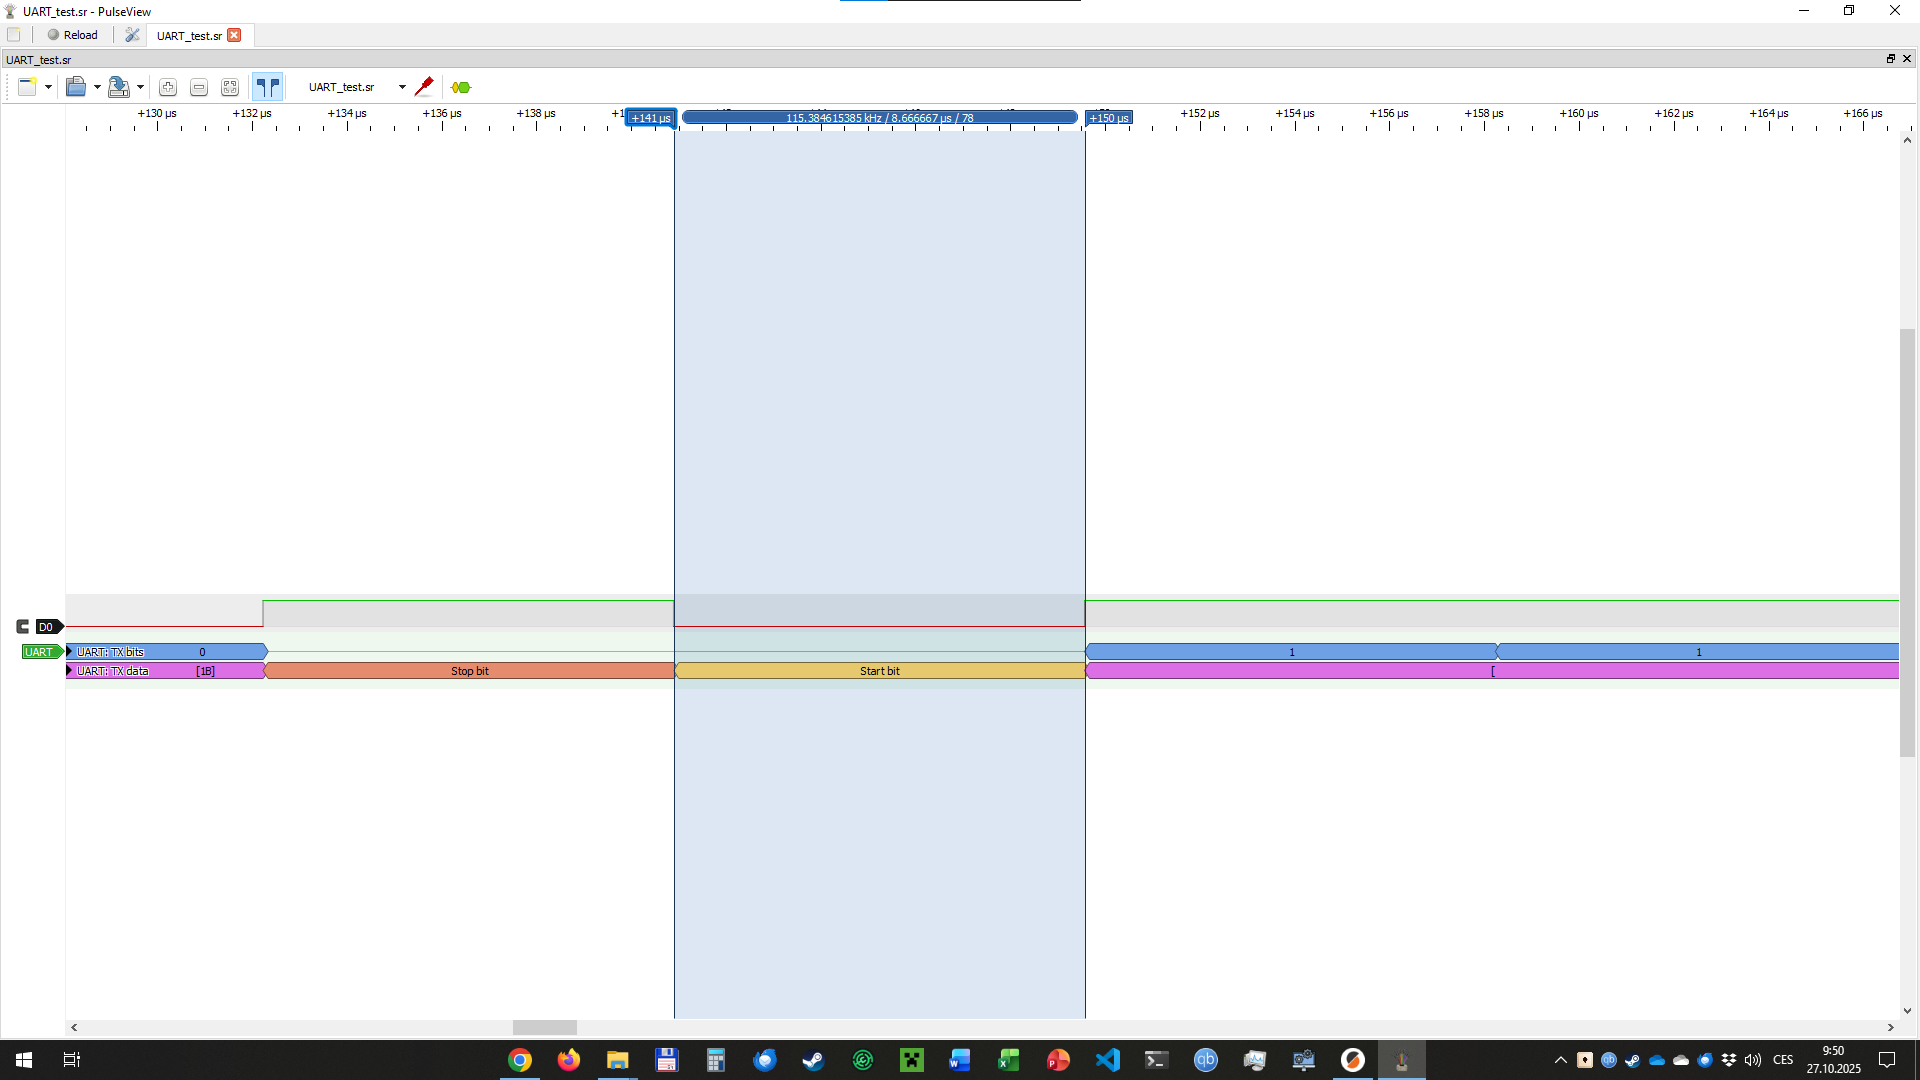 UART_test.sr - PulseView
Reload
UART_test.sr
UART_test.sr
UART_test.sr
+130 µs +132 µs +134 µs +136 µs +138 µs +141 µs 115.384615385 kHz / 8.666667 µs / 78 +150 µs +152 µs +154 µs +156 µs +158 µs +160 µs +162 µs +164 µs +166 µs
D0
UART UART: TX bits 0 1 1
UART: TX data [1B] Stop bit Start bit [
CES
9:50
27.10.2025